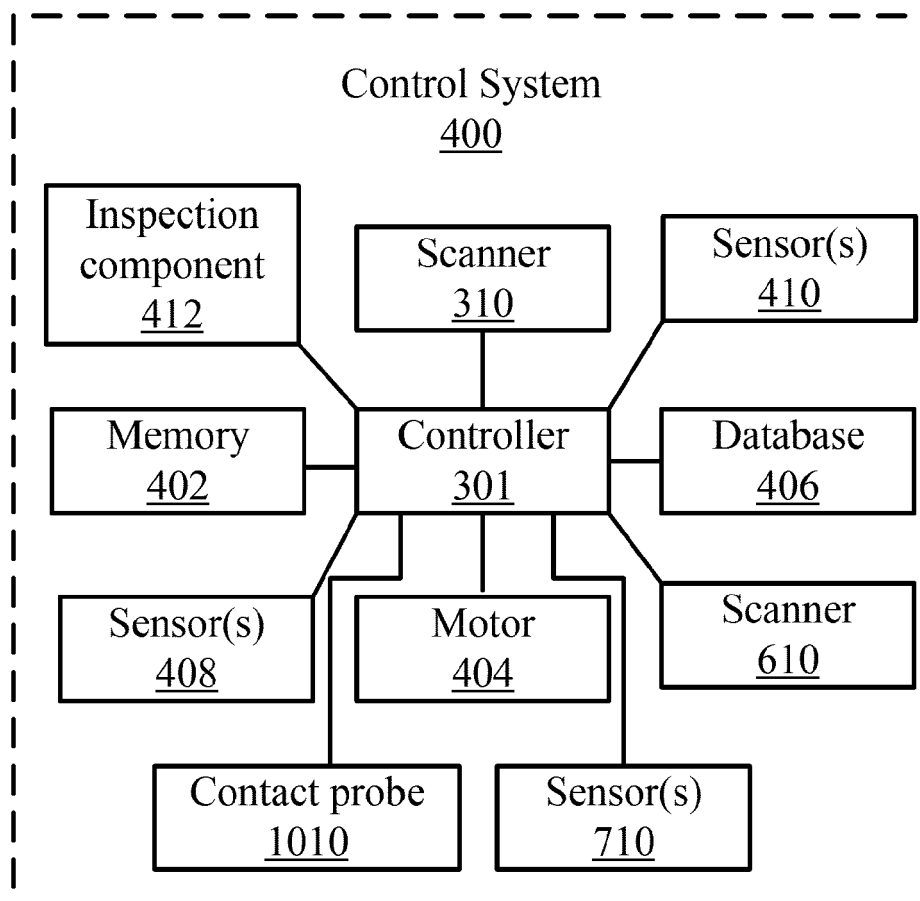 Control System
400
Inspection
component
412
Scanner
310
Sensor(s)
410
Memory
402
Controller
301
Database
406
Sensor(s)
408
Motor
404
Scanner
610
Contact probe
1010
Sensor(s)
710